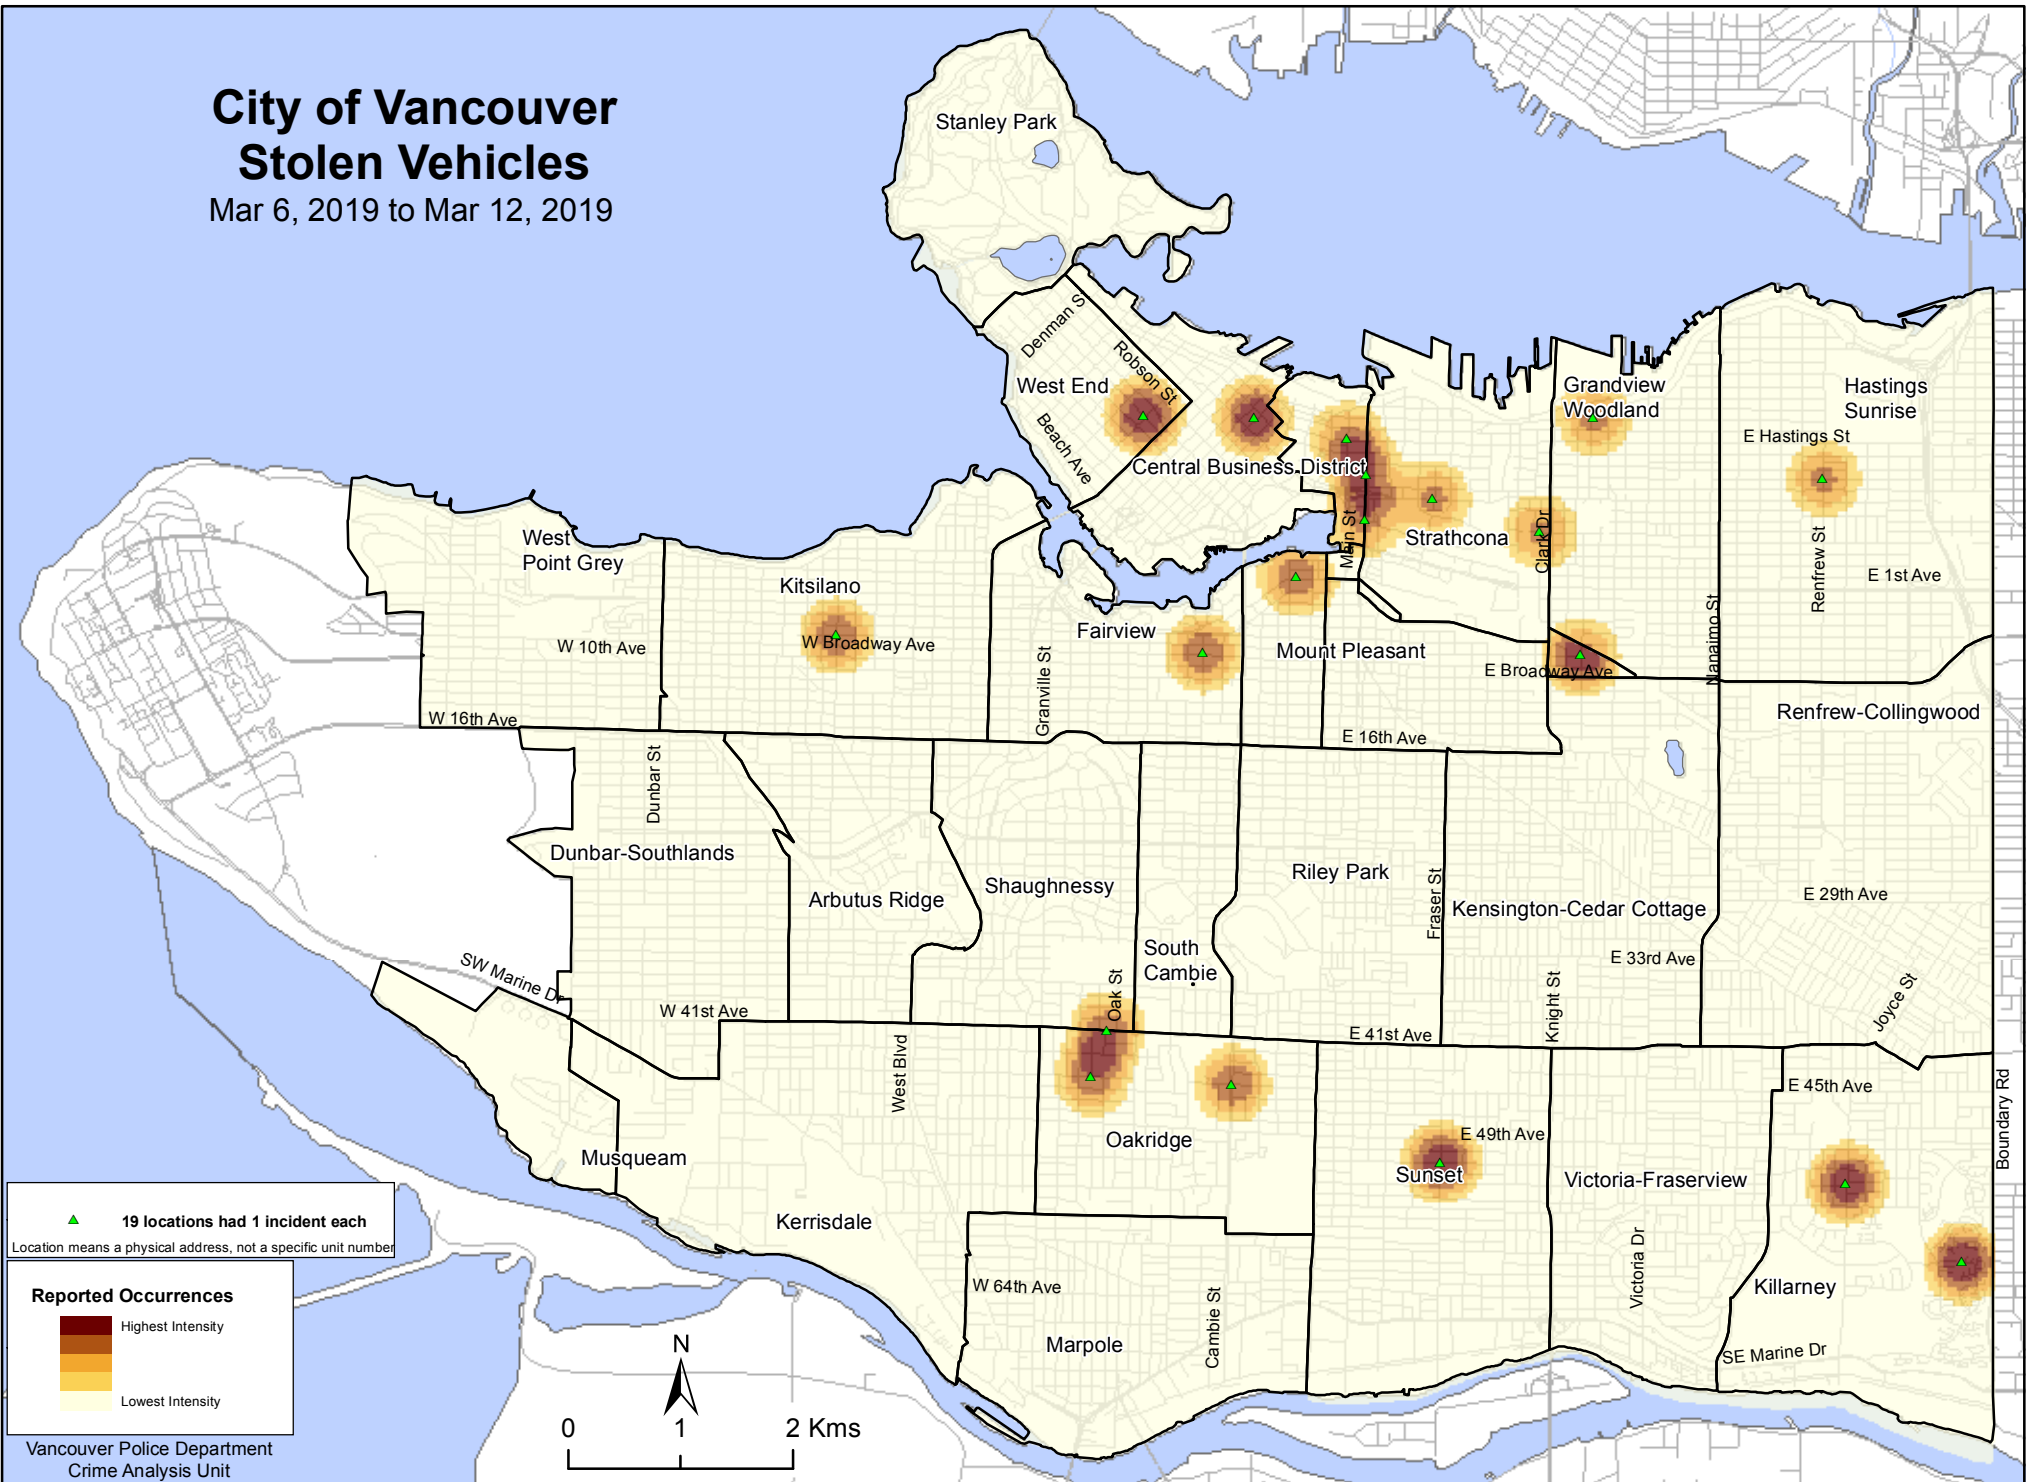 City of Vancouver
Stolen Vehicles
Mar 6, 2019 to Mar 12, 2019
Stanley Park
Denman S
Robson St
West End
Beach Ave
Central Business District
Grandview
Woodland
Hastings
Sunrise
E Hastings St
Main St
Strathcona
Clark Dr
Renfrew St
E 1st Ave
Nanaimo St
West
Point Grey
Kitsilano
W 10th Ave
W Broadway Ave
Fairview
Granville St
Mount Pleasant
E Broadway Ave
W 16th Ave
E 16th Ave
Renfrew-Collingwood
Dunbar St
Dunbar-Southlands
Arbutus Ridge
Shaughnessy
South
Cambie
Riley Park
Fraser St
Kensington-Cedar Cottage
E 29th Ave
E 33rd Ave
Knight St
Joyce St
SW Marine Dr
W 41st Ave
Oak St
E 41st Ave
West Blvd
E 45th Ave
Boundary Rd
Musqueam
Oakridge
E 49th Ave
Sunset
Victoria-Fraserview
Kerrisdale
Victoria Dr
Killarney
W 64th Ave
Cambie St
Marpole
SE Marine Dr
19 locations had 1 incident each
Location means a physical address, not a specific unit number
Reported Occurrences
Highest Intensity
Lowest Intensity
Vancouver Police Department
Crime Analysis Unit
N
0 1 2 Kms